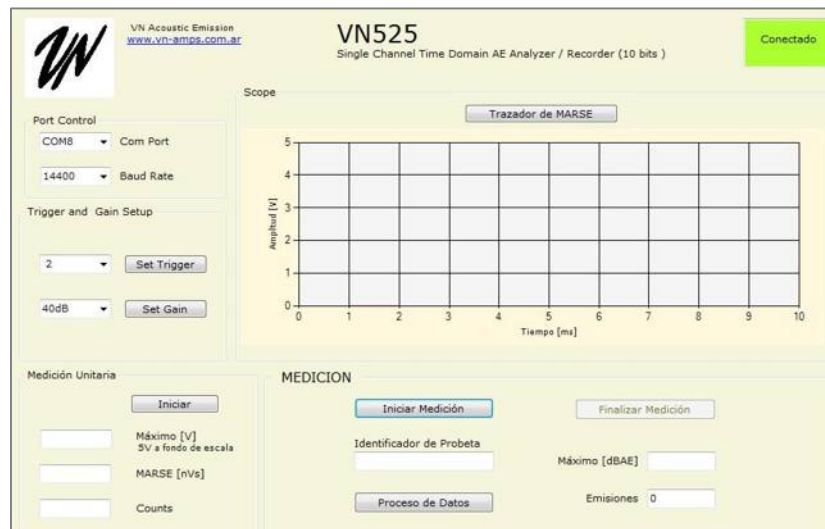 VN
VN Acoustic Emission
www.vn-amps.com.ar
VN525
Single Channel Time Domain AE Analyzer / Recorder (10 bits )
Conectado
Port Control
COM8 Com Port
14400 Baud Rate
Trigger and Gain Setup
2 Set Trigger
40dB Set Gain
Scope
Trazador de MARSE
Amplitud [V]
5
4
3
2
1
0
0 1 2 3 4 5 6 7 8 9 10
Tiempo [ms]
Medición Unitaria
Iniciar
Máximo [V]
5V a fondo de escala
MARSE [nVs]
Counts
MEDICION
Iniciar Medición Finalizar Medición
Identificador de Probeta
Máximo [dBAE]
Proceso de Datos
Emisiones 0